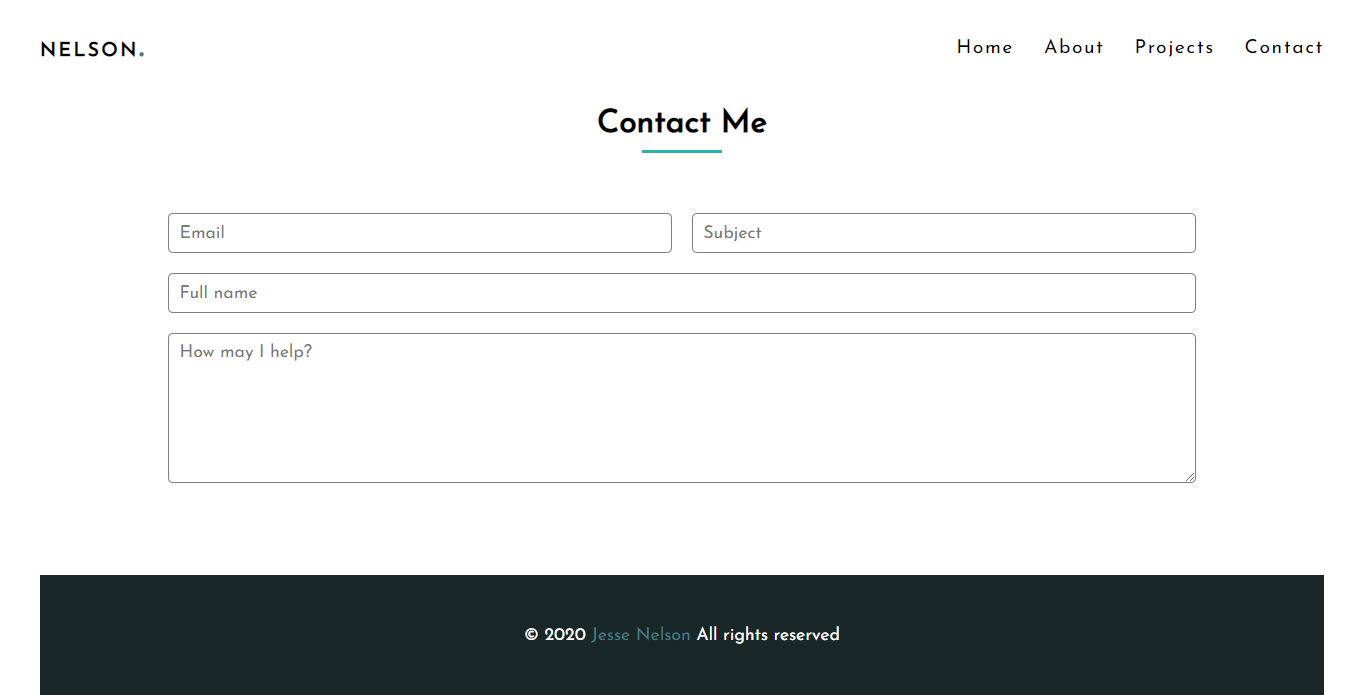 NELSON.
Home About Projects Contact
Contact Me
Email
Subject
Full name
How may I help?
© 2020 Jesse Nelson All rights reserved